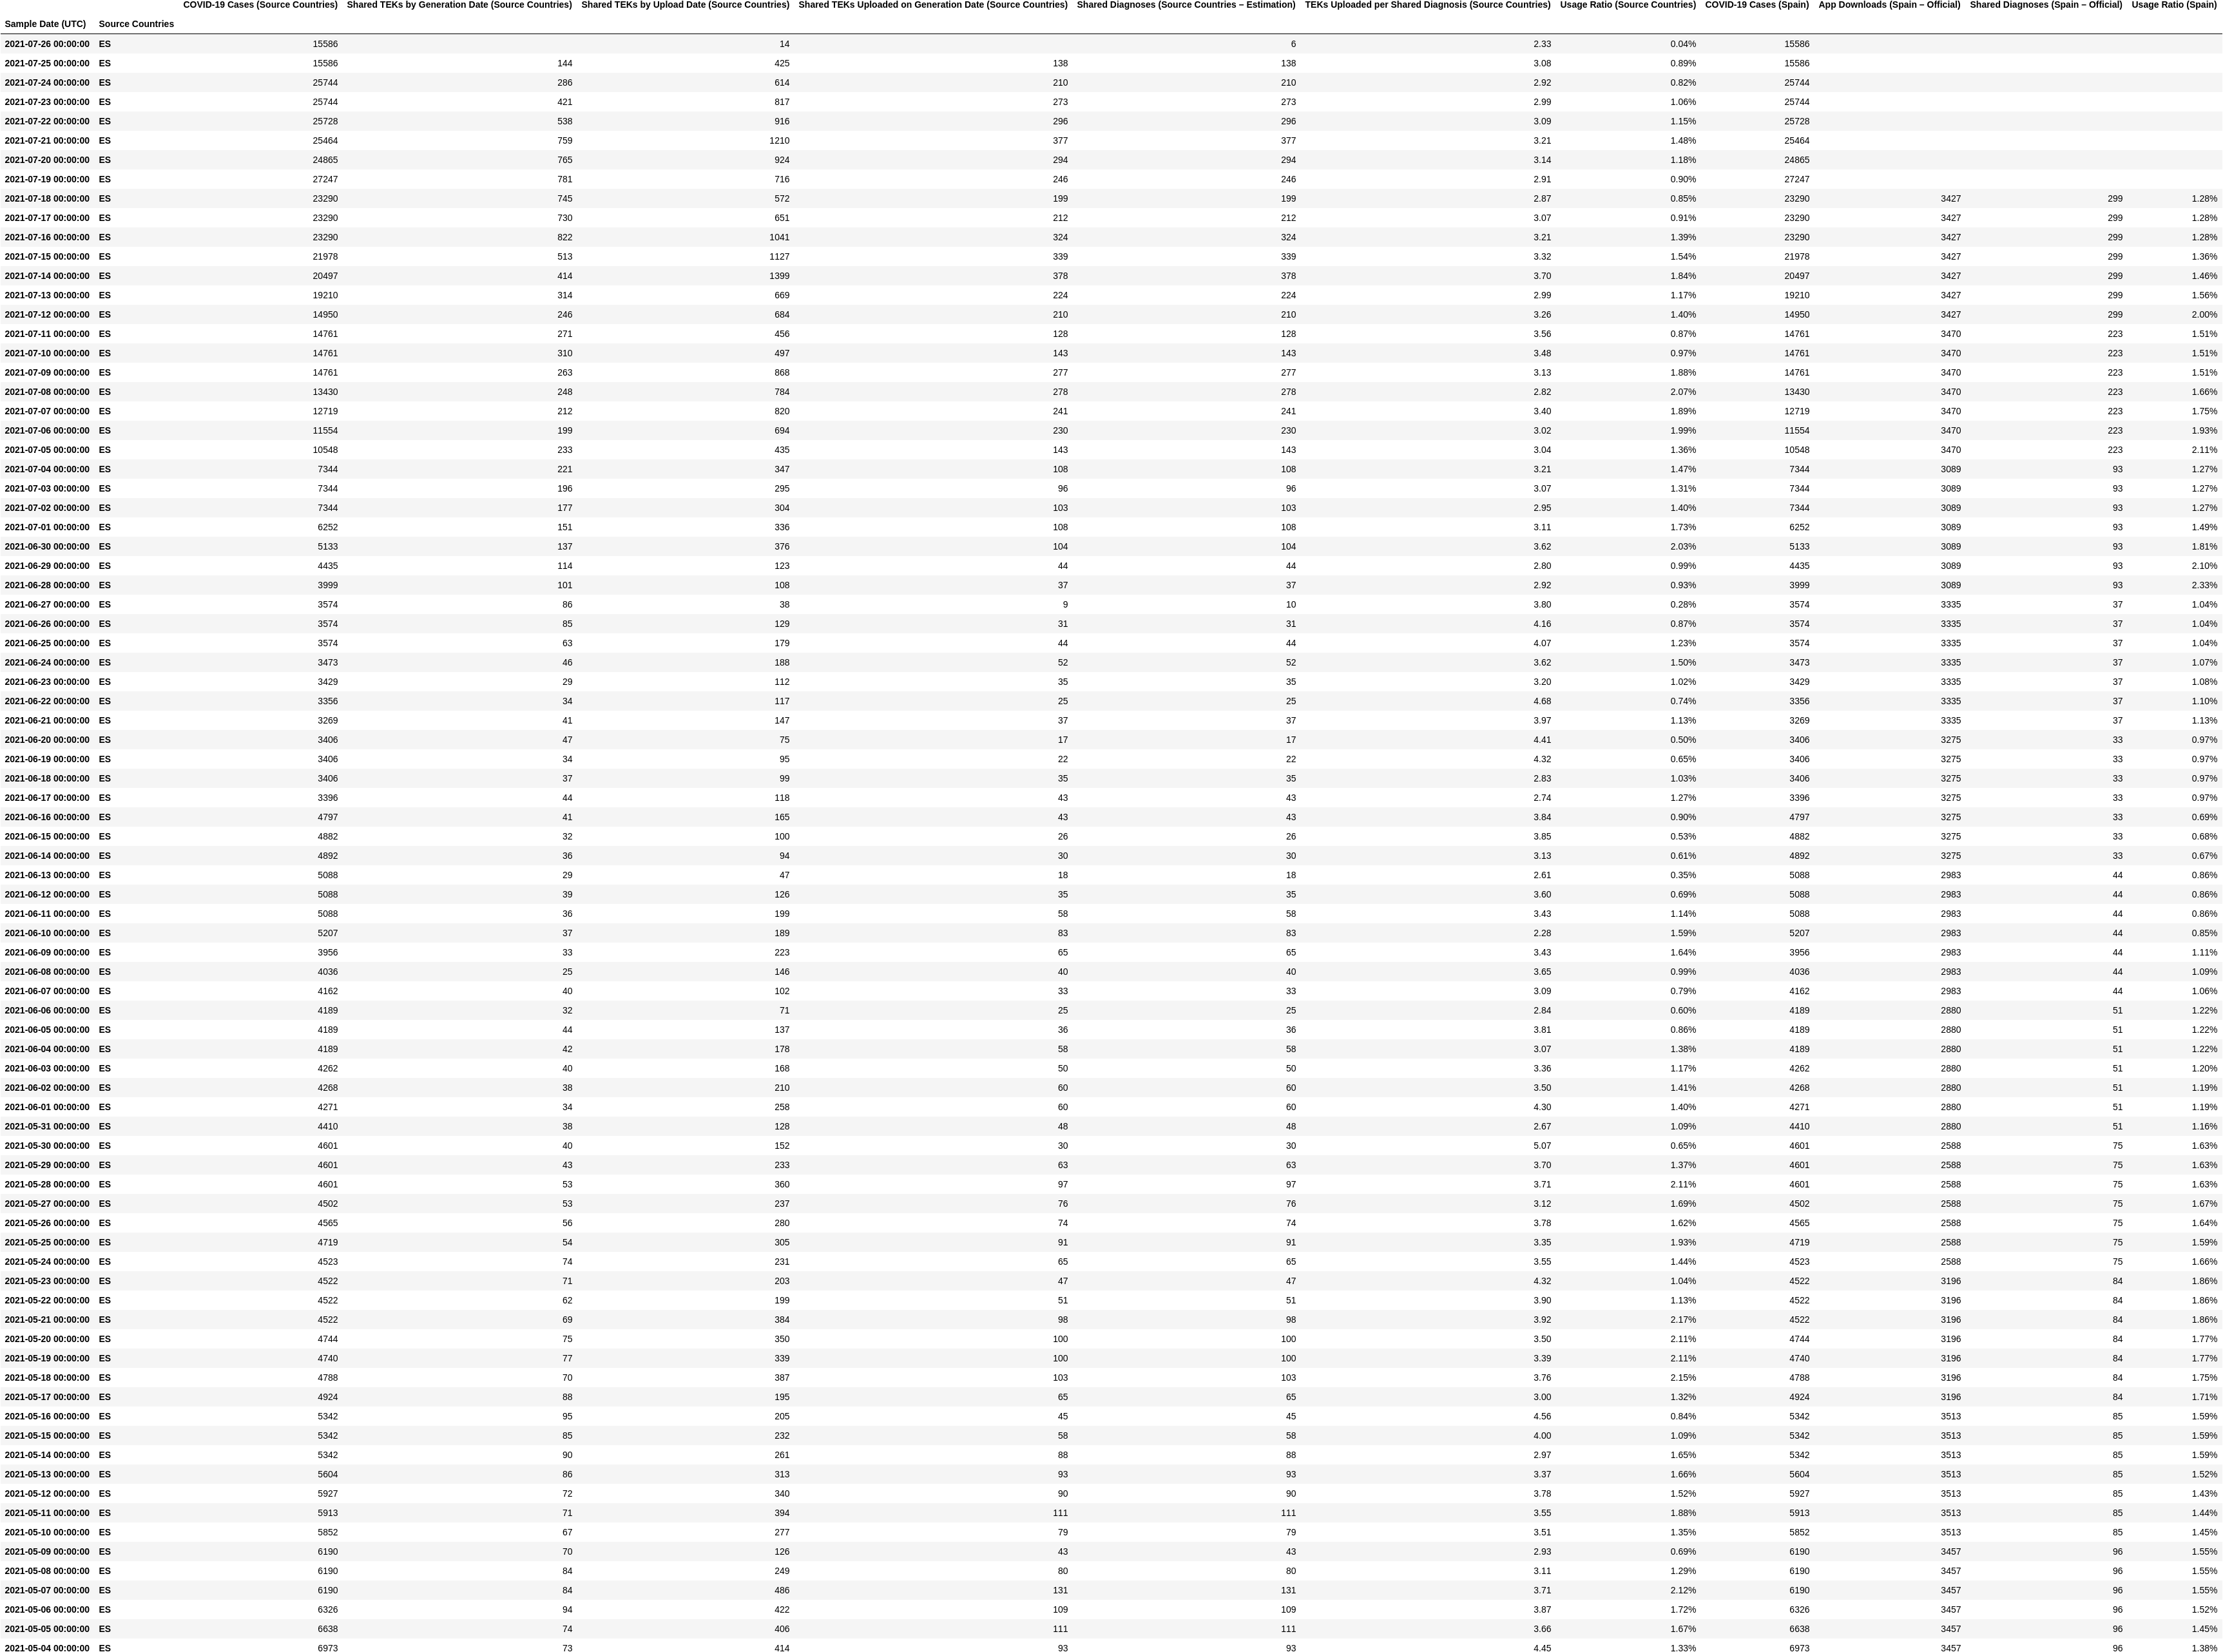 COVID-19 Cases (Source Countries) Shared TEKs by Generation Date (Source Countries) Shared TEKs by Upload Date (Source Countries) Shared TEKs Uploaded on Generation Date (Source Countries) Shared Diagnoses (Source Countries – Estimation) TEKs Uploaded per Shared Diagnosis (Source Countries) Usage Ratio (Source Countries) COVID-19 Cases (Spain) App Downloads (Spain – Official) Shared Diagnoses (Spain – Official) Usage Ratio (Spain)
Sample Date (UTC) Source Countries
2021-07-26 00:00:00 ES 15586 14 6 2.33 0.04% 15586
2021-07-25 00:00:00 ES 15586 144 425 138 138 3.08 0.89% 15586
2021-07-24 00:00:00 ES 25744 286 614 210 210 2.92 0.82% 25744
2021-07-23 00:00:00 ES 25744 421 817 273 273 2.99 1.06% 25744
2021-07-22 00:00:00 ES 25728 538 916 296 296 3.09 1.15% 25728
2021-07-21 00:00:00 ES 25464 759 1210 377 377 3.21 1.48% 25464
2021-07-20 00:00:00 ES 24865 765 924 294 294 3.14 1.18% 24865
2021-07-19 00:00:00 ES 27247 781 716 246 246 2.91 0.90% 27247
2021-07-18 00:00:00 ES 23290 745 572 199 199 2.87 0.85% 23290 3427 299 1.28%
2021-07-17 00:00:00 ES 23290 730 651 212 212 3.07 0.91% 23290 3427 299 1.28%
2021-07-16 00:00:00 ES 23290 822 1041 324 324 3.21 1.39% 23290 3427 299 1.28%
2021-07-15 00:00:00 ES 21978 513 1127 339 339 3.32 1.54% 21978 3427 299 1.36%
2021-07-14 00:00:00 ES 20497 414 1399 378 378 3.70 1.84% 20497 3427 299 1.46%
2021-07-13 00:00:00 ES 19210 314 669 224 224 2.99 1.17% 19210 3427 299 1.56%
2021-07-12 00:00:00 ES 14950 246 684 210 210 3.26 1.40% 14950 3427 299 2.00%
2021-07-11 00:00:00 ES 14761 271 456 128 128 3.56 0.87% 14761 3470 223 1.51%
2021-07-10 00:00:00 ES 14761 310 497 143 143 3.48 0.97% 14761 3470 223 1.51%
2021-07-09 00:00:00 ES 14761 263 868 277 277 3.13 1.88% 14761 3470 223 1.51%
2021-07-08 00:00:00 ES 13430 248 784 278 278 2.82 2.07% 13430 3470 223 1.66%
2021-07-07 00:00:00 ES 12719 212 820 241 241 3.40 1.89% 12719 3470 223 1.75%
2021-07-06 00:00:00 ES 11554 199 694 230 230 3.02 1.99% 11554 3470 223 1.93%
2021-07-05 00:00:00 ES 10548 233 435 143 143 3.04 1.36% 10548 3470 223 2.11%
2021-07-04 00:00:00 ES 7344 221 347 108 108 3.21 1.47% 7344 3089 93 1.27%
2021-07-03 00:00:00 ES 7344 196 295 96 96 3.07 1.31% 7344 3089 93 1.27%
2021-07-02 00:00:00 ES 7344 177 304 103 103 2.95 1.40% 7344 3089 93 1.27%
2021-07-01 00:00:00 ES 6252 151 336 108 108 3.11 1.73% 6252 3089 93 1.49%
2021-06-30 00:00:00 ES 5133 137 376 104 104 3.62 2.03% 5133 3089 93 1.81%
2021-06-29 00:00:00 ES 4435 114 123 44 44 2.80 0.99% 4435 3089 93 2.10%
2021-06-28 00:00:00 ES 3999 101 108 37 37 2.92 0.93% 3999 3089 93 2.33%
2021-06-27 00:00:00 ES 3574 86 38 9 10 3.80 0.28% 3574 3335 37 1.04%
2021-06-26 00:00:00 ES 3574 85 129 31 31 4.16 0.87% 3574 3335 37 1.04%
2021-06-25 00:00:00 ES 3574 63 179 44 44 4.07 1.23% 3574 3335 37 1.04%
2021-06-24 00:00:00 ES 3473 46 188 52 52 3.62 1.50% 3473 3335 37 1.07%
2021-06-23 00:00:00 ES 3429 29 112 35 35 3.20 1.02% 3429 3335 37 1.08%
2021-06-22 00:00:00 ES 3356 34 117 25 25 4.68 0.74% 3356 3335 37 1.10%
2021-06-21 00:00:00 ES 3269 41 147 37 37 3.97 1.13% 3269 3335 37 1.13%
2021-06-20 00:00:00 ES 3406 47 75 17 17 4.41 0.50% 3406 3275 33 0.97%
2021-06-19 00:00:00 ES 3406 34 95 22 22 4.32 0.65% 3406 3275 33 0.97%
2021-06-18 00:00:00 ES 3406 37 99 35 35 2.83 1.03% 3406 3275 33 0.97%
2021-06-17 00:00:00 ES 3396 44 118 43 43 2.74 1.27% 3396 3275 33 0.97%
2021-06-16 00:00:00 ES 4797 41 165 43 43 3.84 0.90% 4797 3275 33 0.69%
2021-06-15 00:00:00 ES 4882 32 100 26 26 3.85 0.53% 4882 3275 33 0.68%
2021-06-14 00:00:00 ES 4892 36 94 30 30 3.13 0.61% 4892 3275 33 0.67%
2021-06-13 00:00:00 ES 5088 29 47 18 18 2.61 0.35% 5088 2983 44 0.86%
2021-06-12 00:00:00 ES 5088 39 126 35 35 3.60 0.69% 5088 2983 44 0.86%
2021-06-11 00:00:00 ES 5088 36 199 58 58 3.43 1.14% 5088 2983 44 0.86%
2021-06-10 00:00:00 ES 5207 37 189 83 83 2.28 1.59% 5207 2983 44 0.85%
2021-06-09 00:00:00 ES 3956 33 223 65 65 3.43 1.64% 3956 2983 44 1.11%
2021-06-08 00:00:00 ES 4036 25 146 40 40 3.65 0.99% 4036 2983 44 1.09%
2021-06-07 00:00:00 ES 4162 40 102 33 33 3.09 0.79% 4162 2983 44 1.06%
2021-06-06 00:00:00 ES 4189 32 71 25 25 2.84 0.60% 4189 2880 51 1.22%
2021-06-05 00:00:00 ES 4189 44 137 36 36 3.81 0.86% 4189 2880 51 1.22%
2021-06-04 00:00:00 ES 4189 42 178 58 58 3.07 1.38% 4189 2880 51 1.22%
2021-06-03 00:00:00 ES 4262 40 168 50 50 3.36 1.17% 4262 2880 51 1.20%
2021-06-02 00:00:00 ES 4268 38 210 60 60 3.50 1.41% 4268 2880 51 1.19%
2021-06-01 00:00:00 ES 4271 34 258 60 60 4.30 1.40% 4271 2880 51 1.19%
2021-05-31 00:00:00 ES 4410 38 128 48 48 2.67 1.09% 4410 2880 51 1.16%
2021-05-30 00:00:00 ES 4601 40 152 30 30 5.07 0.65% 4601 2588 75 1.63%
2021-05-29 00:00:00 ES 4601 43 233 63 63 3.70 1.37% 4601 2588 75 1.63%
2021-05-28 00:00:00 ES 4601 53 360 97 97 3.71 2.11% 4601 2588 75 1.63%
2021-05-27 00:00:00 ES 4502 53 237 76 76 3.12 1.69% 4502 2588 75 1.67%
2021-05-26 00:00:00 ES 4565 56 280 74 74 3.78 1.62% 4565 2588 75 1.64%
2021-05-25 00:00:00 ES 4719 54 305 91 91 3.35 1.93% 4719 2588 75 1.59%
2021-05-24 00:00:00 ES 4523 74 231 65 65 3.55 1.44% 4523 2588 75 1.66%
2021-05-23 00:00:00 ES 4522 71 203 47 47 4.32 1.04% 4522 3196 84 1.86%
2021-05-22 00:00:00 ES 4522 62 199 51 51 3.90 1.13% 4522 3196 84 1.86%
2021-05-21 00:00:00 ES 4522 69 384 98 98 3.92 2.17% 4522 3196 84 1.86%
2021-05-20 00:00:00 ES 4744 75 350 100 100 3.50 2.11% 4744 3196 84 1.77%
2021-05-19 00:00:00 ES 4740 77 339 100 100 3.39 2.11% 4740 3196 84 1.77%
2021-05-18 00:00:00 ES 4788 70 387 103 103 3.76 2.15% 4788 3196 84 1.75%
2021-05-17 00:00:00 ES 4924 88 195 65 65 3.00 1.32% 4924 3196 84 1.71%
2021-05-16 00:00:00 ES 5342 95 205 45 45 4.56 0.84% 5342 3513 85 1.59%
2021-05-15 00:00:00 ES 5342 85 232 58 58 4.00 1.09% 5342 3513 85 1.59%
2021-05-14 00:00:00 ES 5342 90 261 88 88 2.97 1.65% 5342 3513 85 1.59%
2021-05-13 00:00:00 ES 5604 86 313 93 93 3.37 1.66% 5604 3513 85 1.52%
2021-05-12 00:00:00 ES 5927 72 340 90 90 3.78 1.52% 5927 3513 85 1.43%
2021-05-11 00:00:00 ES 5913 71 394 111 111 3.55 1.88% 5913 3513 85 1.44%
2021-05-10 00:00:00 ES 5852 67 277 79 79 3.51 1.35% 5852 3513 85 1.45%
2021-05-09 00:00:00 ES 6190 70 126 43 43 2.93 0.69% 6190 3457 96 1.55%
2021-05-08 00:00:00 ES 6190 84 249 80 80 3.11 1.29% 6190 3457 96 1.55%
2021-05-07 00:00:00 ES 6190 84 486 131 131 3.71 2.12% 6190 3457 96 1.55%
2021-05-06 00:00:00 ES 6326 94 422 109 109 3.87 1.72% 6326 3457 96 1.52%
2021-05-05 00:00:00 ES 6638 74 406 111 111 3.66 1.67% 6638 3457 96 1.45%
2021-05-04 00:00:00 ES 6973 73 414 93 93 4.45 1.33% 6973 3457 96 1.38%